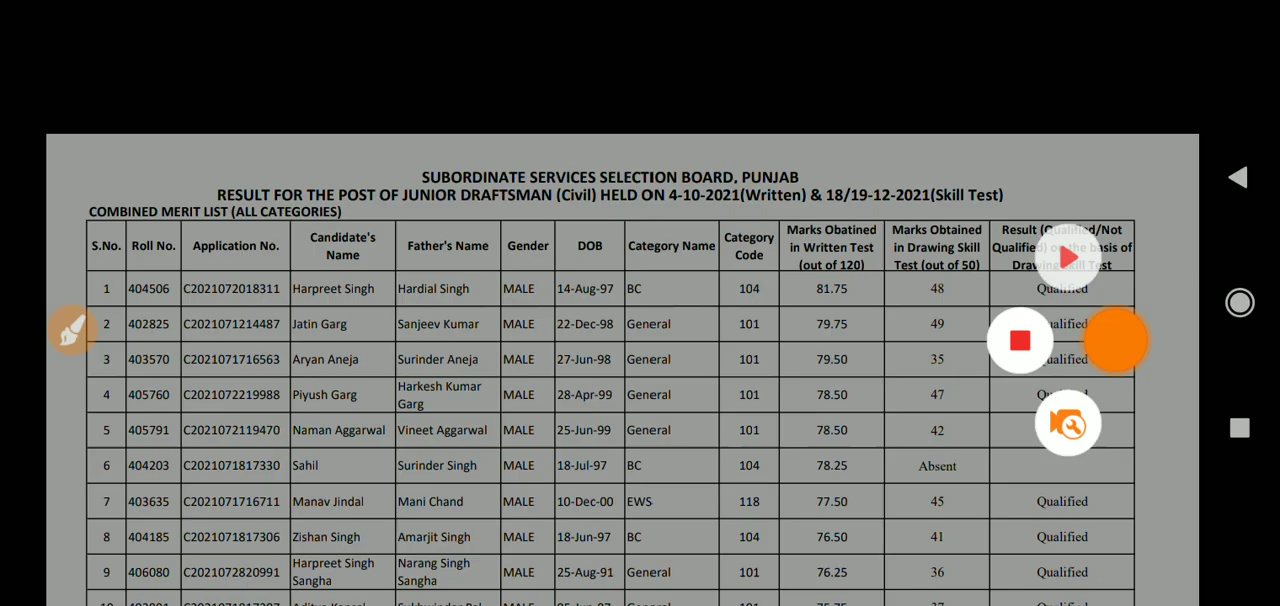 SUBORDINATE SERVICES SELECTION BOARD, PUNJAB
RESULT FOR THE POST OF JUNIOR DRAFTSMAN (Civil) HELD ON 4-10-2021(Written) & 18/19-12-2021(Skill Test)
COMBINED MERIT LIST (ALL CATEGORIES)
S.No. Roll No. Application No. Candidate's Name Father's Name Gender DOB Category Name Category Code Marks Obatined in Written Test (out of 120) Marks Obtained in Drawing Skill Test (out of 50) Result (Qualified/Not Qualified) on the basis of Drawing Skill Test
1 404506 C2021072018311 Harpreet Singh Hardial Singh MALE 14-Aug-97 BC 104 81.75 48 Qualified
2 402825 C2021071214487 Jatin Garg Sanjeev Kumar MALE 22-Dec-98 General 101 79.75 49 Qualified
3 403570 C2021071716563 Aryan Aneja Surinder Aneja MALE 27-Jun-98 General 101 79.50 35 Qualified
4 405760 C2021072219988 Piyush Garg Harkesh Kumar Garg MALE 28-Apr-99 General 101 78.50 47
5 405791 C2021072119470 Naman Aggarwal Vineet Aggarwal MALE 25-Jun-99 General 101 78.50 42
6 404203 C2021071817330 Sahil Surinder Singh MALE 18-Jul-97 BC 104 78.25 Absent
7 403635 C2021071716711 Manav Jindal Mani Chand MALE 10-Dec-00 EWS 118 77.50 45 Qualified
8 404185 C2021071817306 Zishan Singh Amarjit Singh MALE 18-Jun-97 BC 104 76.50 41 Qualified
9 406080 C2021072820991 Harpreet Singh Sangha Narang Singh Sangha MALE 25-Aug-91 General 101 76.25 36 Qualified